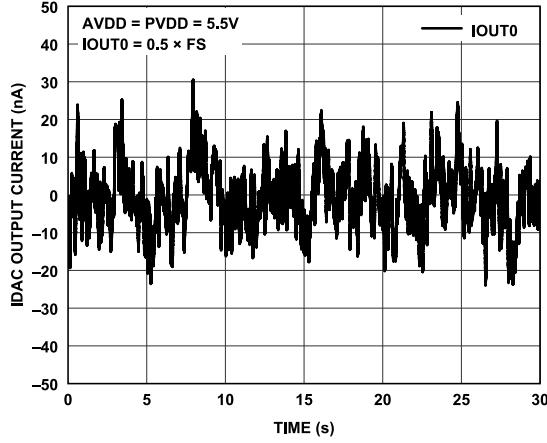 AVDD = PVDD = 5.5V
IOUT0 = 0.5 × FS
IOUT0
IDAC OUTPUT CURRENT (nA)
50
40
30
20
10
0
–10
–20
–30
–40
–50
0 5 10 15 20 25 30
TIME (s)